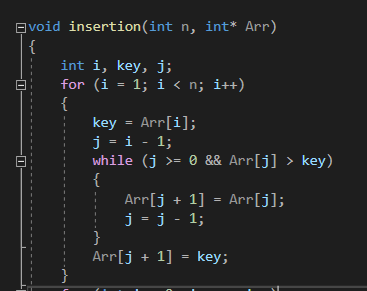 void insertion(int n, int* Arr)
{
int i, key, j;
for (i = 1; i < n; i++)
{
key = Arr[i];
j = i - 1;
while (j >= 0 && Arr[j] > key)
{
Arr[j + 1] = Arr[j];
j = j - 1;
}
Arr[j + 1] = key;
}